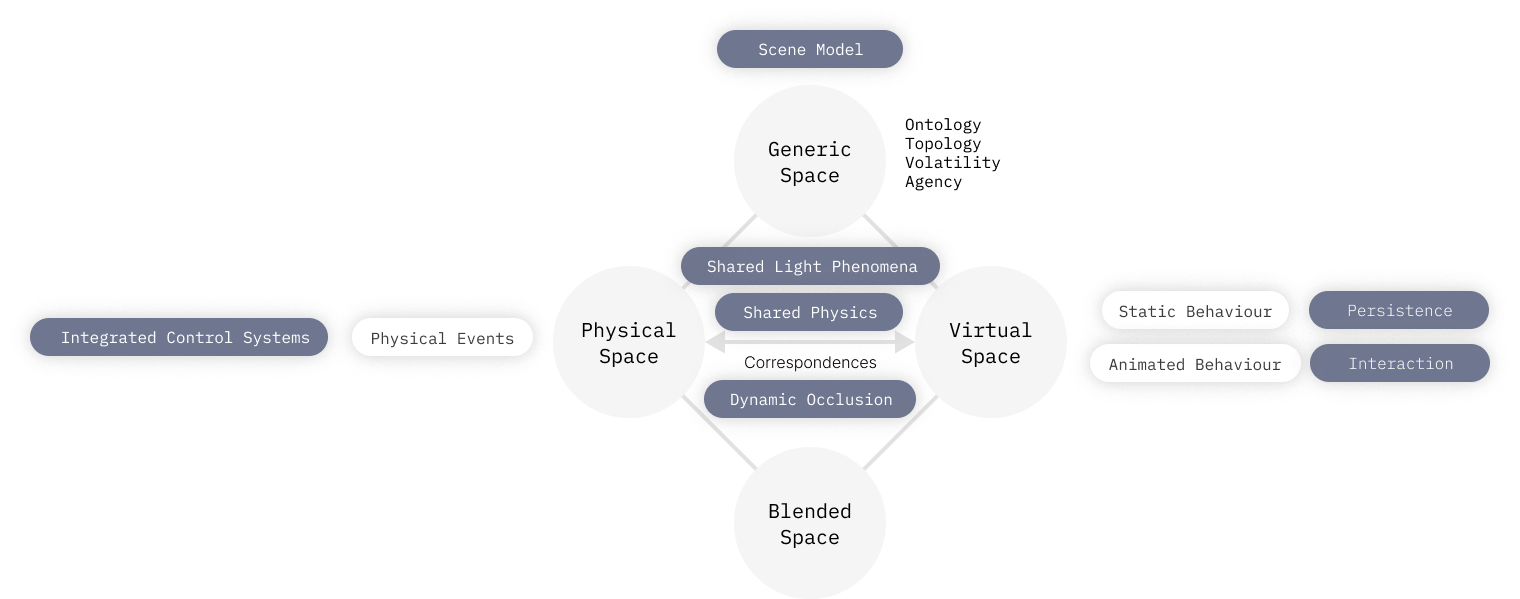 Scene Model
Generic
Space
Ontology
Topology
Volatility
Agency
Shared Light Phenomena
Shared Physics
Correspondences
Dynamic Occlusion
Integrated Control Systems
Physical Events
Physical
Space
Virtual
Space
Static Behaviour
Persistence
Animated Behaviour
Interaction
Blended
Space